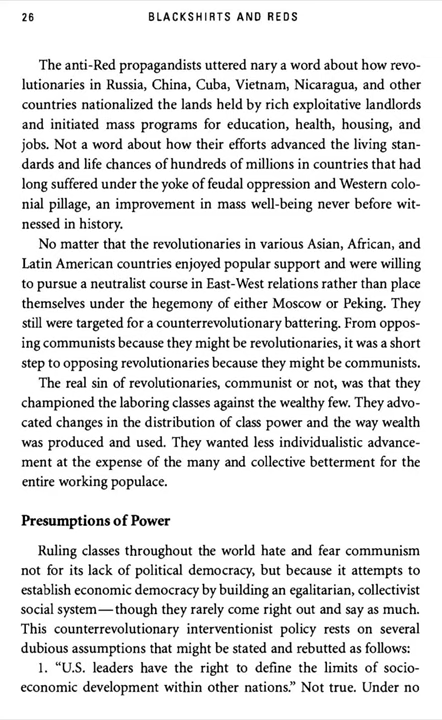 26 BLACKSHIRTS AND REDS
The anti-Red propagandists uttered nary a word about how revo-
lutionaries in Russia, China, Cuba, Vietnam, Nicaragua, and other
countries nationalized the lands held by rich exploitative landlords
and initiated mass programs for education, health, housing, and
jobs. Not a word about how their efforts advanced the living stan-
dards and life chances of hundreds of millions in countries that had
long suffered under the yoke of feudal oppression and Western colo-
nial pillage, an improvement in mass well-being never before wit-
nessed in history.
No matter that the revolutionaries in various Asian, African, and
Latin American countries enjoyed popular support and were willing
to pursue a neutralist course in East-West relations rather than place
themselves under the hegemony of either Moscow or Peking. They
still were targeted for a counterrevolutionary battering. From oppos-
ing communists because they might be revolutionaries, it was a short
step to opposing revolutionaries because they might be communists.
The real sin of revolutionaries, communist or not, was that they
championed the laboring classes against the wealthy few. They advo-
cated changes in the distribution of class power and the way wealth
was produced and used. They wanted less individualistic advance-
ment at the expense of the many and collective betterment for the
entire working populace.
Presumptions of Power
Ruling classes throughout the world hate and fear communism
not for its lack of political democracy, but because it attempts to
establish economic democracy by building an egalitarian, collectivist
social system—though they rarely come right out and say as much.
This counterrevolutionary interventionist policy rests on several
dubious assumptions that might be stated and rebutted as follows:
1. "U.S. leaders have the right to define the limits of socio-
economic development within other nations." Not true. Under no